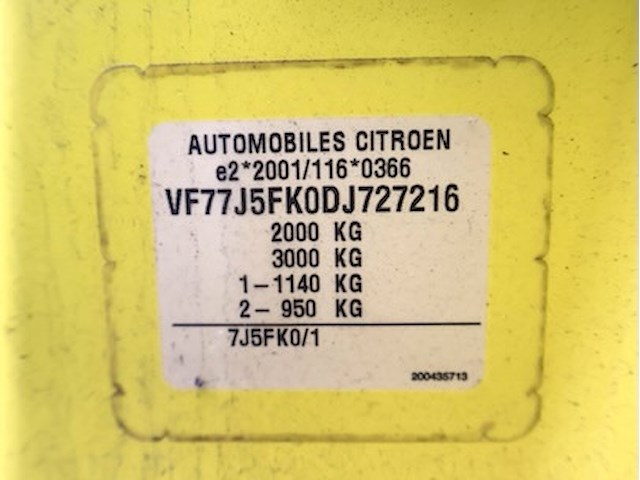 AUTOMOBILES CITROEN
e2*2001/116*0366
VF77J5FK0DJ727216
2000 KG
3000 KG
1-1140 KG
2- 950 KG
7J5FK0/1
200435713